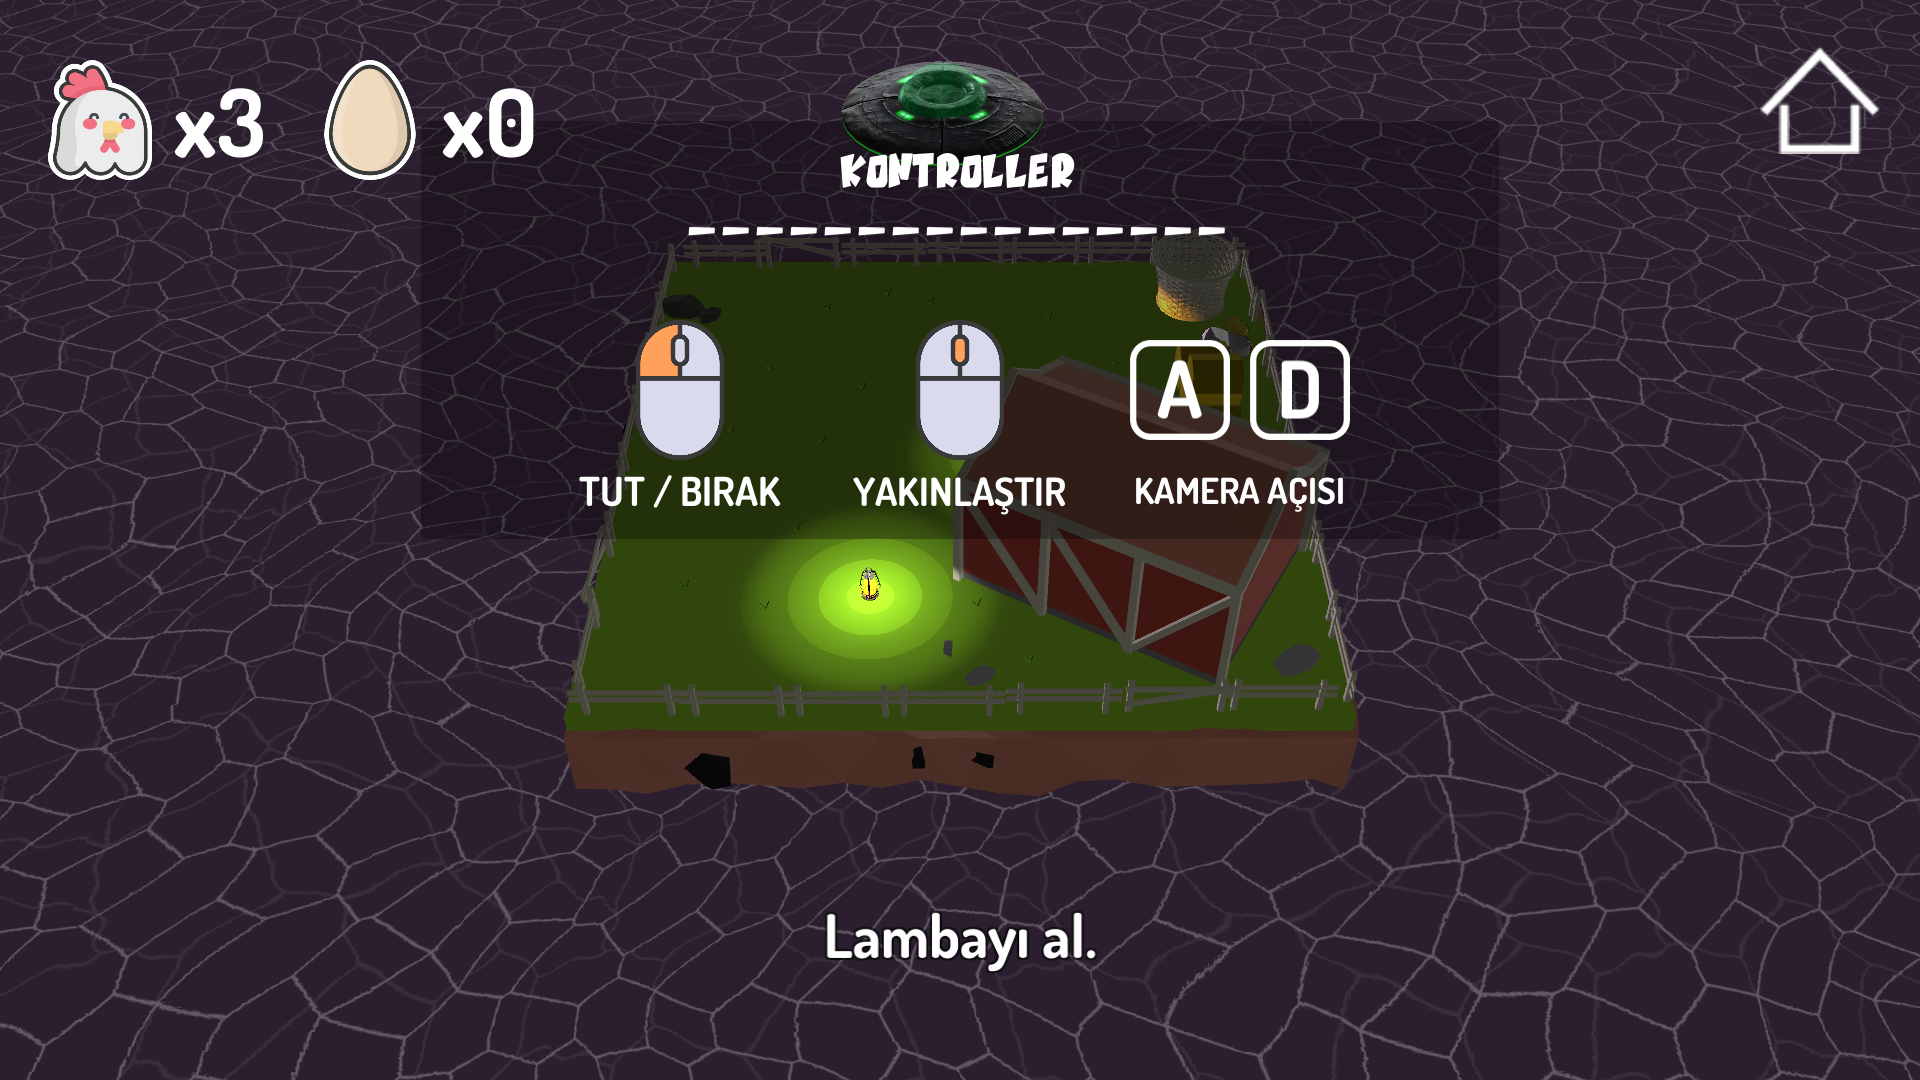 x3
x0
KONTROLLER
A
D
TUT / BIRAK
YAKINLAŞTIR
KAMERA AÇISI
Lambayı al.